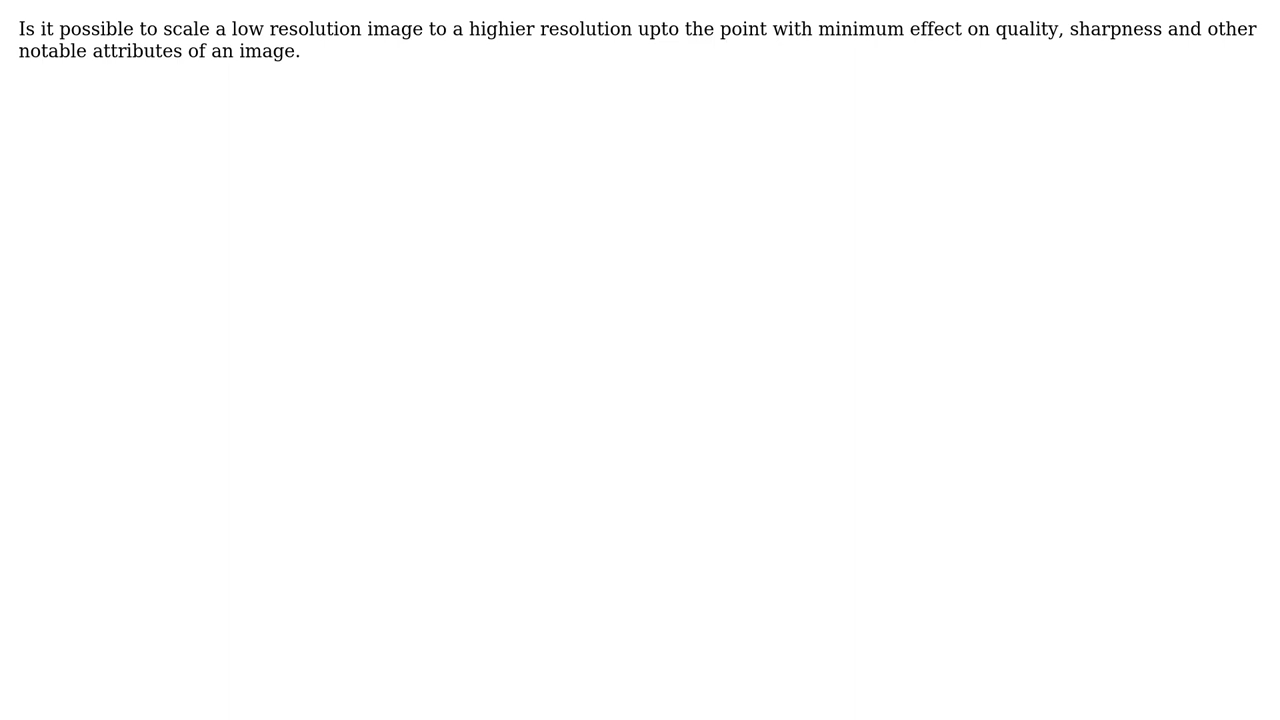 Is it possible to scale a low resolution image to a highier resolution upto the point with minimum effect on quality, sharpness and other
notable attributes of an image.